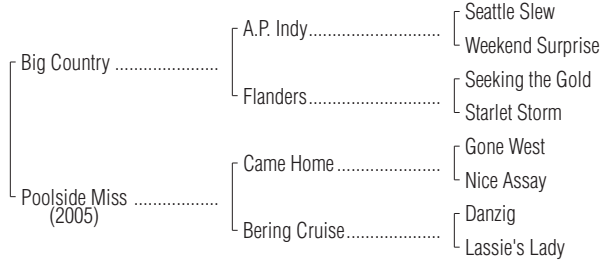 Seattle Slew
A.P. Indy
Weekend Surprise
Big Country
Seeking the Gold
Flanders
Starlet Storm
Gone West
Came Home
Nice Assay
Poolside Miss
(2005)
Danzig
Bering Cruise
Lassie's Lady